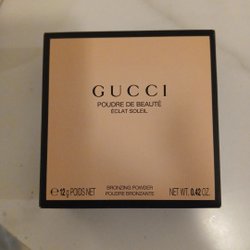 GUCCI
POUDRE DE BEAUTÉ
ÉCLAT SOLEIL
℮ 12 g POIDS NET
BRONZING POWDER
POUDRE BRONZANTE
NET WT. 0.42 OZ.